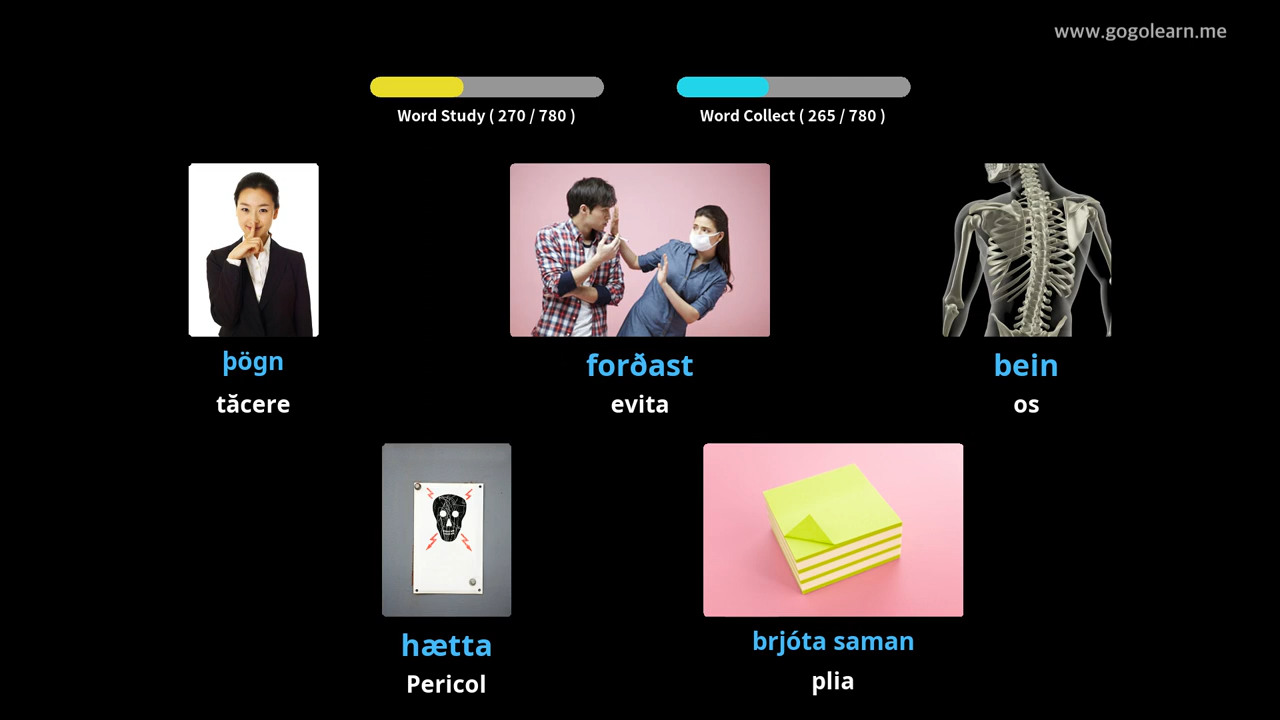 www.gogolearn.me
Word Study ( 270 / 780 )
Word Collect ( 265 / 780 )
þögn
forðast
bein
tăcere
evita
os
hætta
brjóta saman
Pericol
plia